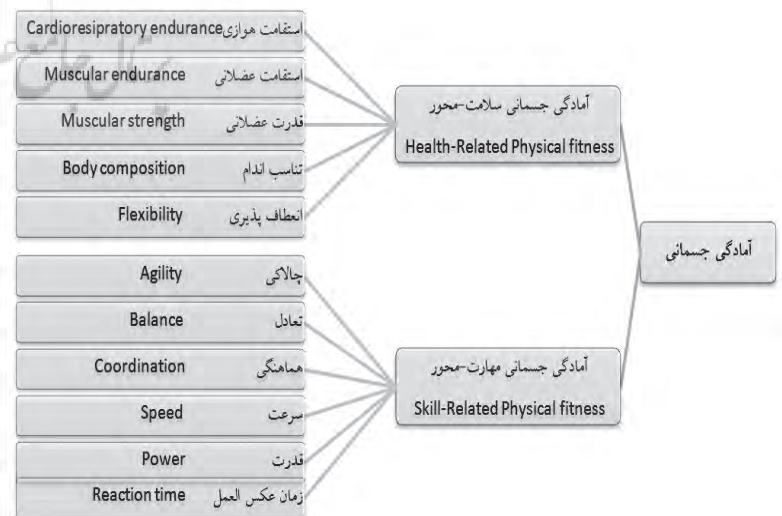 آمادگی جسمانی
آمادگی جسمانی سلامت-محور
Health-Related Physical fitness
استقامت هوازی Cardioresipratory endurance
استقامت عضلانی Muscular endurance
قدرت عضلانی Muscular strength
تناسب اندام Body composition
انعطاف پذیری Flexibility
آمادگی جسمانی مهارت-محور
Skill-Related Physical fitness
چالاکی Agility
تعادل Balance
هماهنگی Coordination
سرعت Speed
قدرت Power
زمان عکس العمل Reaction time